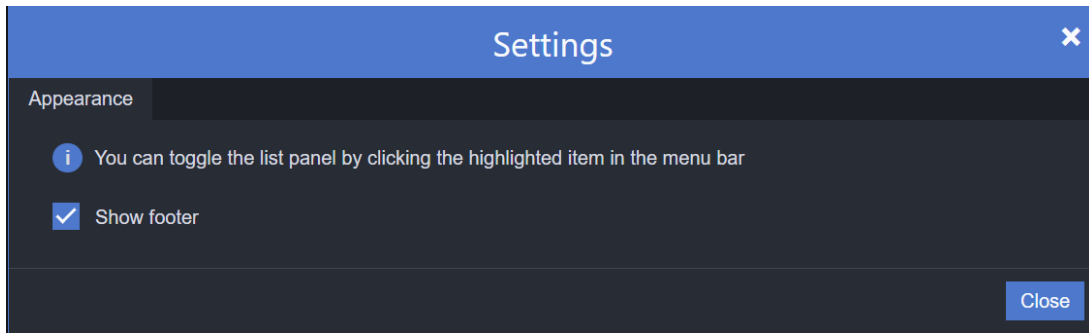 Settings
Appearance
i You can toggle the list panel by clicking the highlighted item in the menu bar
Show footer
Close